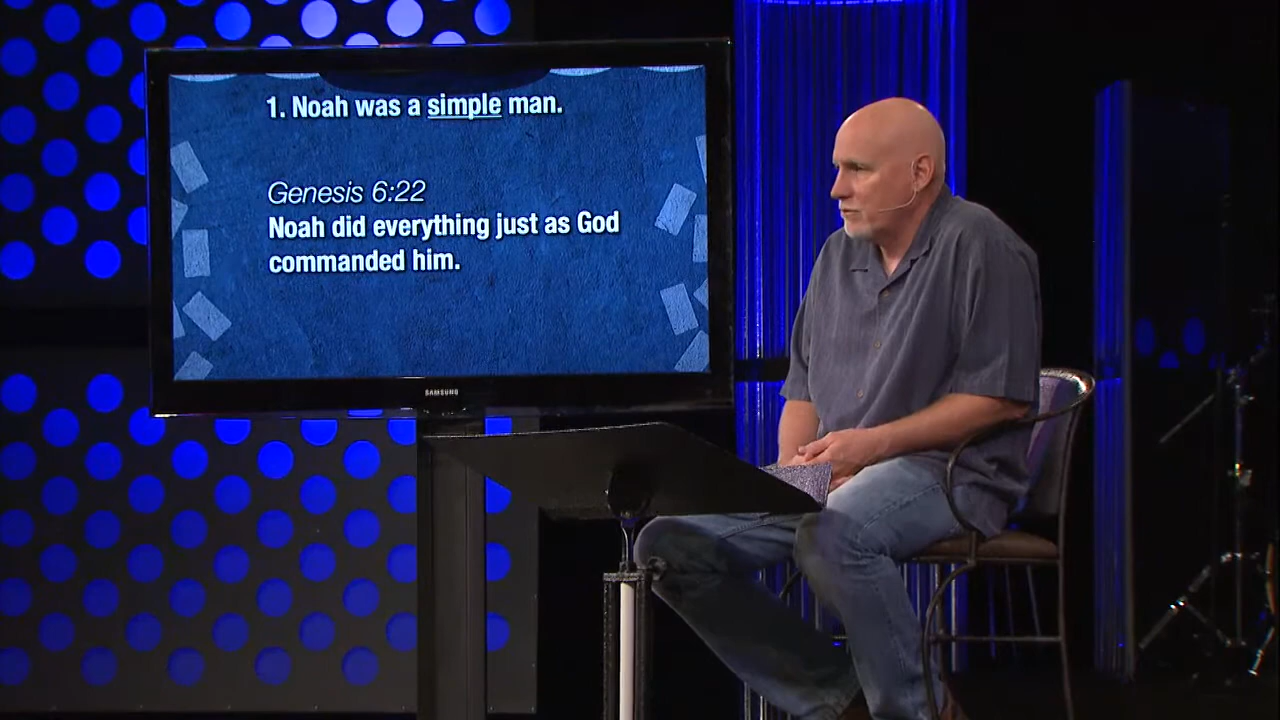 1. Noah was a simple man.
Genesis 6:22
Noah did everything just as God
commanded him.
SAMSUNG